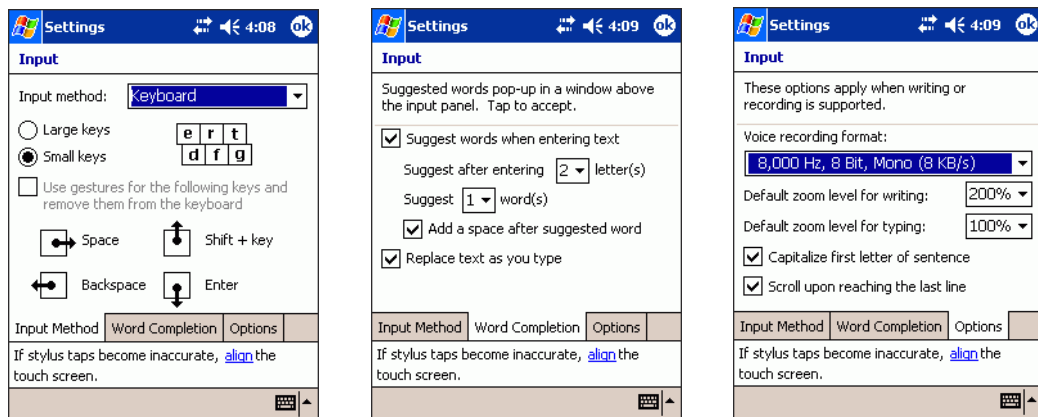 Settings 4:08 ok
Input
Input method: Keyboard
Large keys
Small keys
e r t
d f g
Use gestures for the following keys and
remove them from the keyboard
Space Shift + key
Backspace Enter
Input Method Word Completion Options
If stylus taps become inaccurate, align the
touch screen.
Settings 4:09 ok
Input
Suggested words pop-up in a window above
the input panel. Tap to accept.
Suggest words when entering text
Suggest after entering 2 letter(s)
Suggest 1 word(s)
Add a space after suggested word
Replace text as you type
Input Method Word Completion Options
If stylus taps become inaccurate, align the
touch screen.
Settings 4:09 ok
Input
These options apply when writing or
recording is supported.
Voice recording format:
8,000 Hz, 8 Bit, Mono (8 KB/s)
Default zoom level for writing: 200%
Default zoom level for typing: 100%
Capitalize first letter of sentence
Scroll upon reaching the last line
Input Method Word Completion Options
If stylus taps become inaccurate, align the
touch screen.